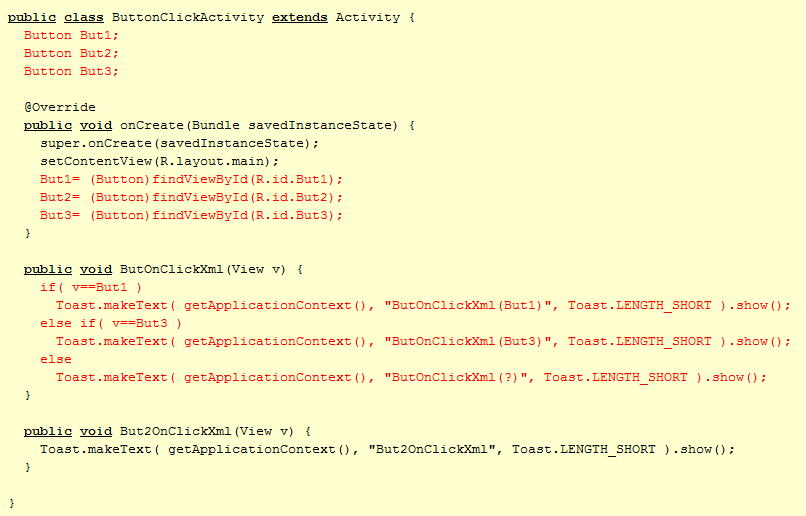 public class ButtonClickActivity extends Activity {
  Button But1;
  Button But2;
  Button But3;

  @Override
  public void onCreate(Bundle savedInstanceState) {
    super.onCreate(savedInstanceState);
    setContentView(R.layout.main);
    But1= (Button)findViewById(R.id.But1);
    But2= (Button)findViewById(R.id.But2);
    But3= (Button)findViewById(R.id.But3);
  }

  public void ButOnClickXml(View v) {
    if( v==But1 )
      Toast.makeText( getApplicationContext(), "ButOnClickXml(But1)", Toast.LENGTH_SHORT ).show();
    else if( v==But3 )
      Toast.makeText( getApplicationContext(), "ButOnClickXml(But3)", Toast.LENGTH_SHORT ).show();
    else
      Toast.makeText( getApplicationContext(), "ButOnClickXml(?)", Toast.LENGTH_SHORT ).show();
  }

  public void But2OnClickXml(View v) {
    Toast.makeText( getApplicationContext(), "But2OnClickXml", Toast.LENGTH_SHORT ).show();
  }

}